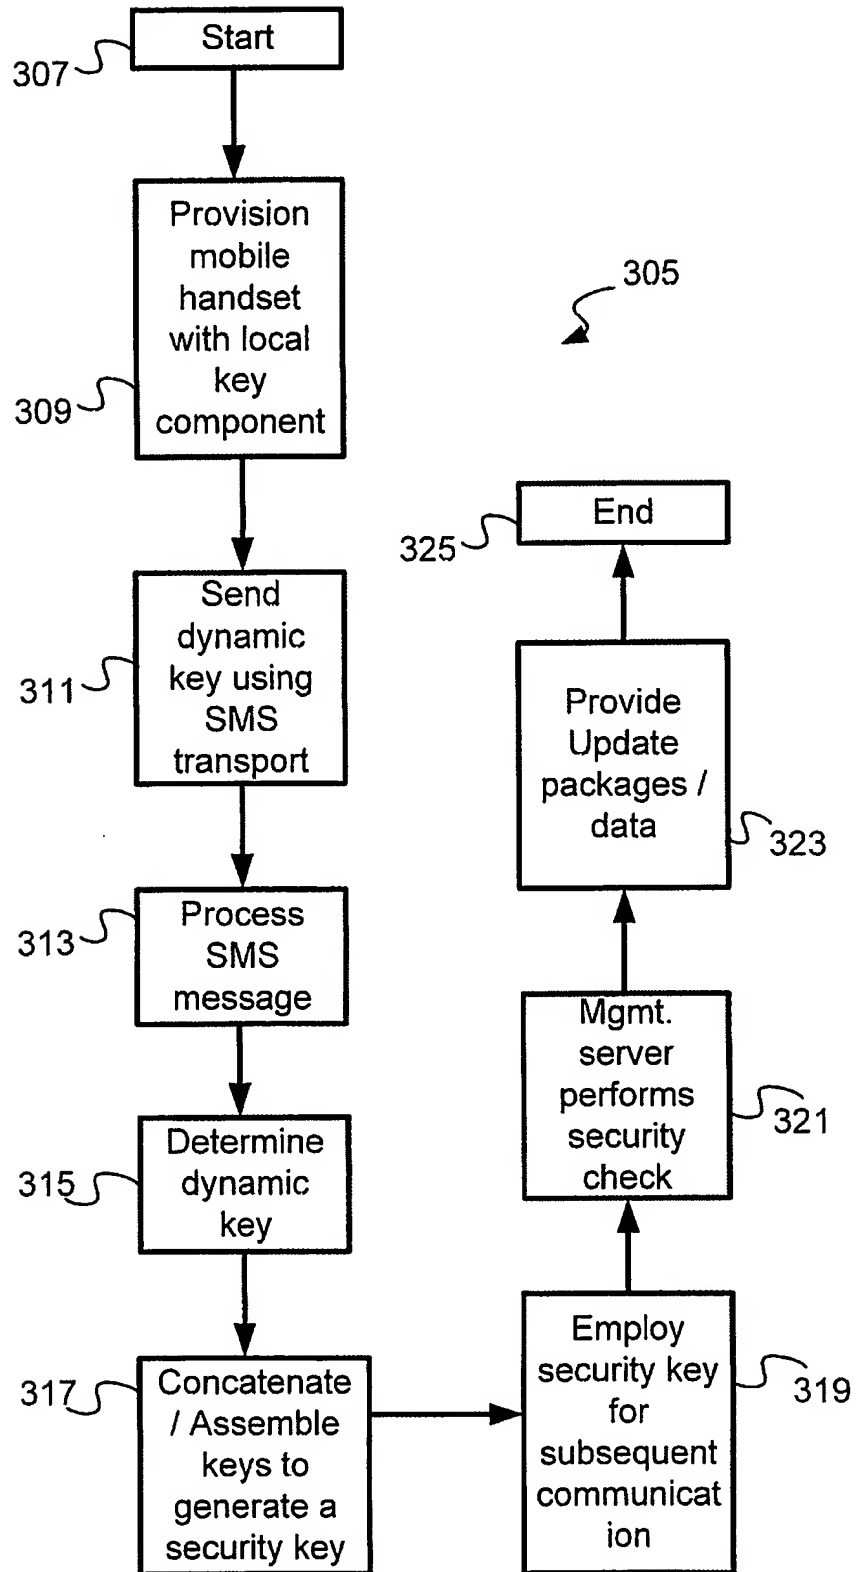 Start
307
Provision
mobile
handset
with local
key
component
309
305
Send
dynamic
key using
SMS
transport
311
Process
SMS
message
313
Determine
dynamic
key
315
Concatenate
/ Assemble
keys to
generate a
security key
317
Employ
security key
for
subsequent
communicat
ion
319
Mgmt.
server
performs
security
check
321
Provide
Update
packages /
data
323
End
325